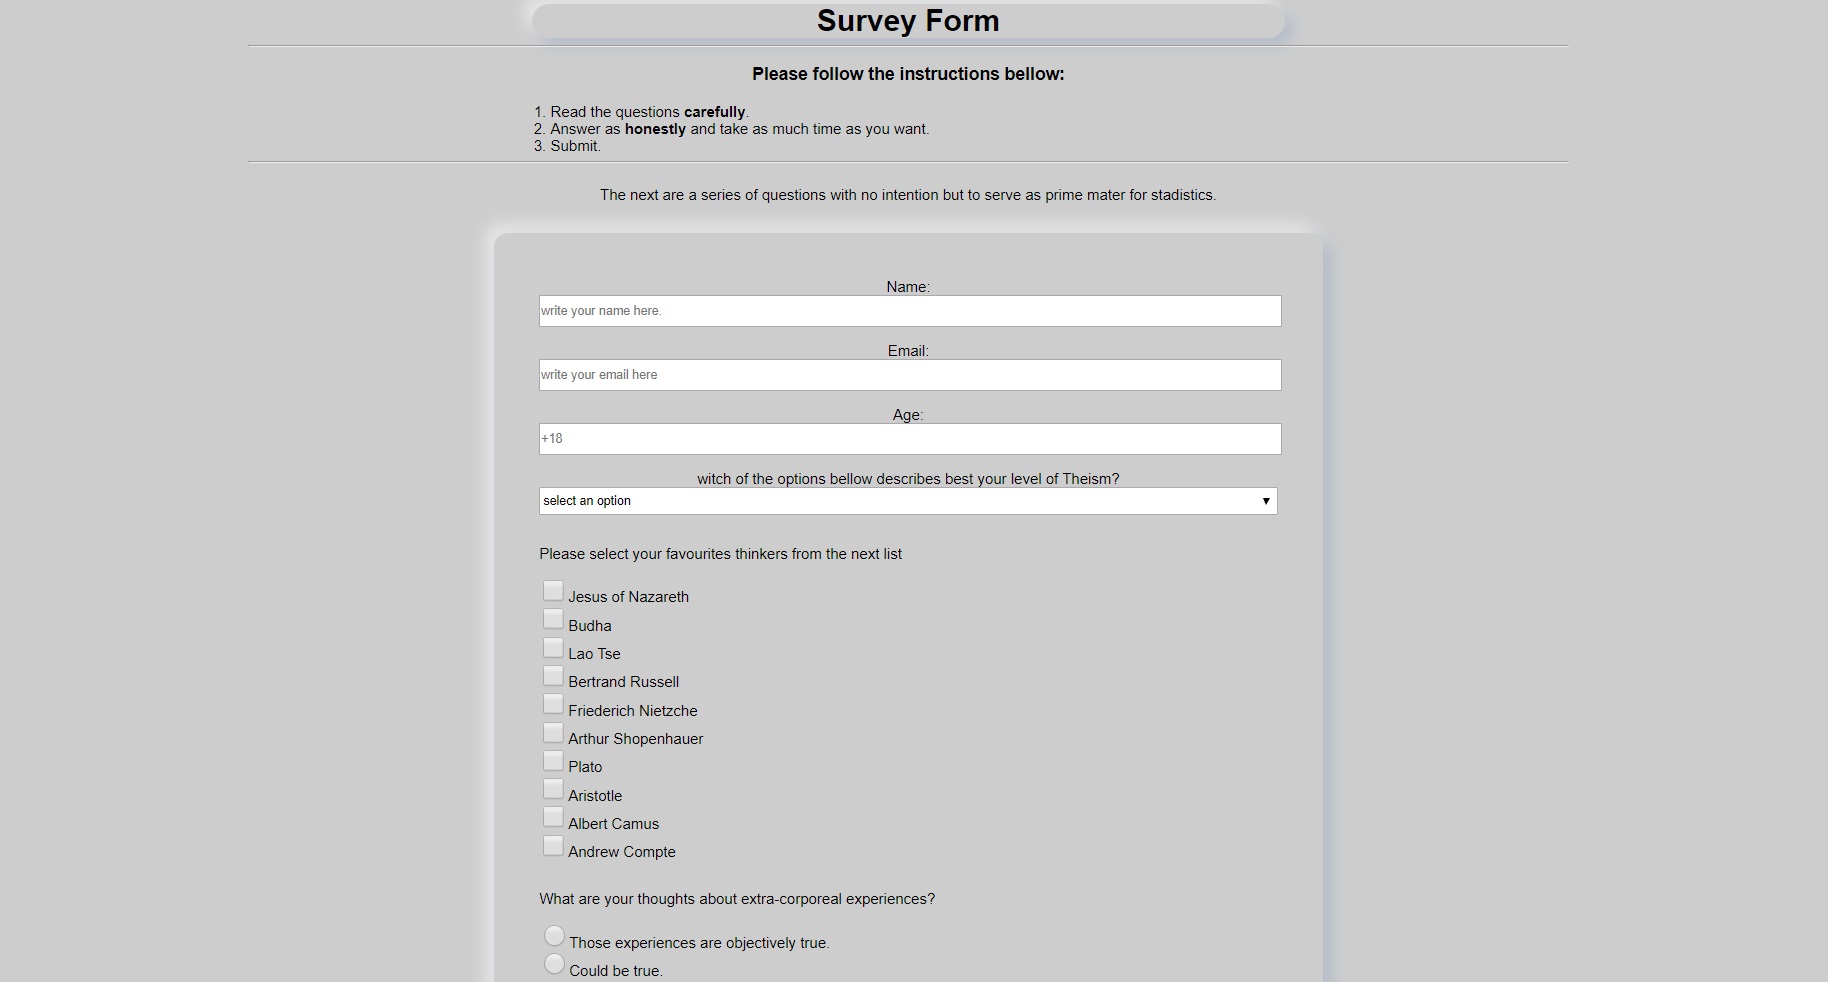 Survey Form
Please follow the instructions bellow:
1. Read the questions carefully.
2. Answer as honestly and take as much time as you want.
3. Submit.
The next are a series of questions with no intention but to serve as prime mater for stadistics.
Name:
write your name here.
Email:
write your email here
Age:
+18
witch of the options bellow describes best your level of Theism?
select an option
Please select your favourites thinkers from the next list
Jesus of Nazareth
Budha
Lao Tse
Bertrand Russell
Friederich Nietzche
Arthur Shopenhauer
Plato
Aristotle
Albert Camus
Andrew Compte
What are your thoughts about extra-corporeal experiences?
Those experiences are objectively true.
Could be true.